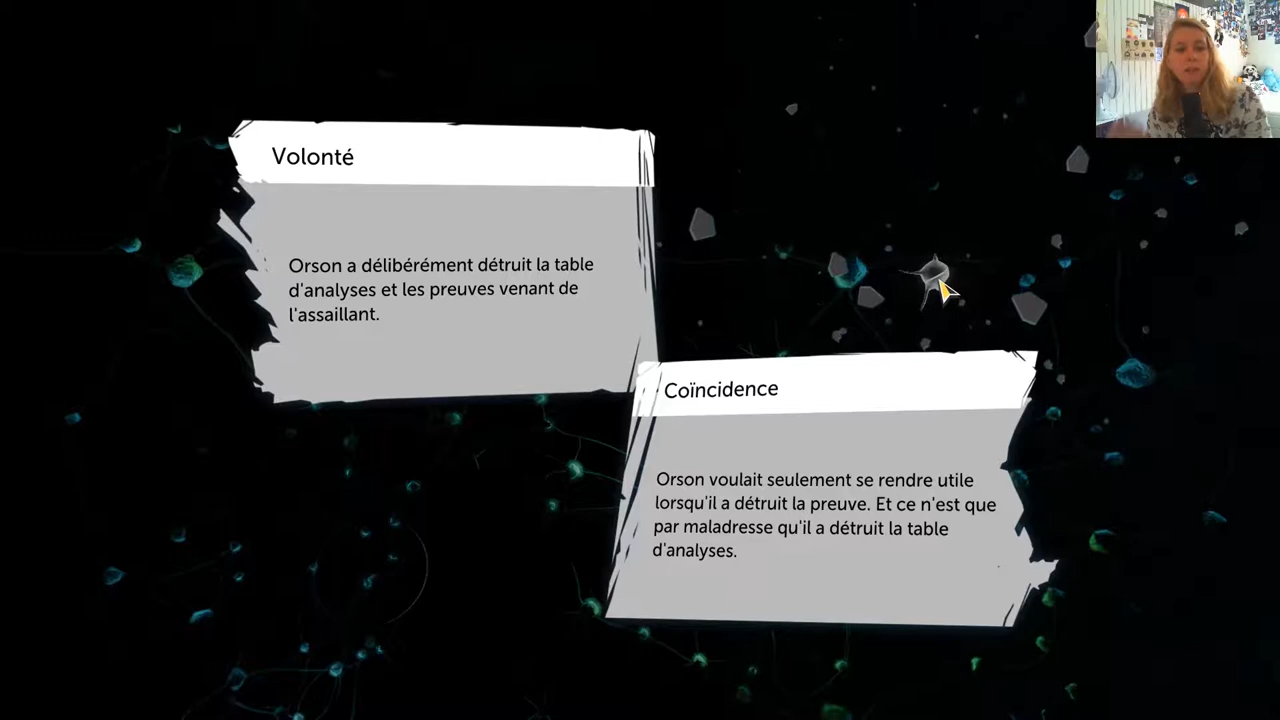 Volonté
Orson a délibérément détruit la table
d'analyses et les preuves venant de
l'assaillant.
Coïncidence
Orson voulait seulement se rendre utile
lorsqu'il a détruit la preuve. Et ce n'est que
par maladresse qu'il a détruit la table
d'analyses.